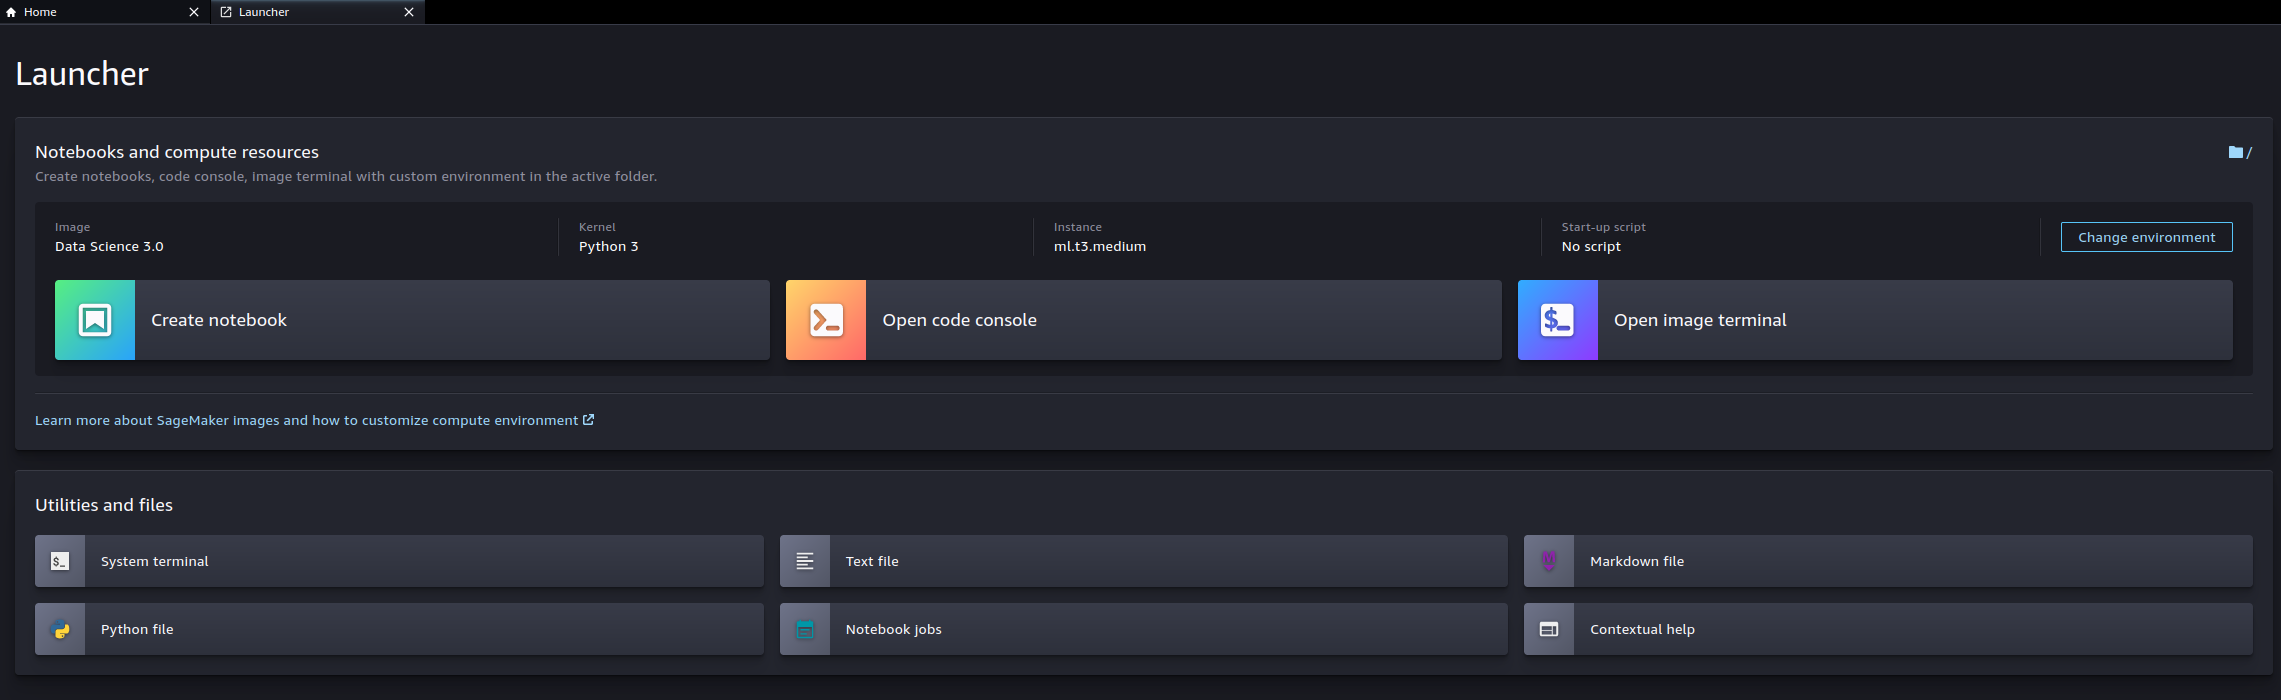 Home
Launcher
Launcher
Notebooks and compute resources
/
Create notebooks, code console, image terminal with custom environment in the active folder.
Image
Data Science 3.0
Kernel
Python 3
Instance
ml.t3.medium
Start-up script
No script
Change environment
Create notebook
Open code console
$_
Open image terminal
Learn more about SageMaker images and how to customize compute environment
Utilities and files
$_
System terminal
Text file
Markdown file
Python file
Notebook jobs
Contextual help